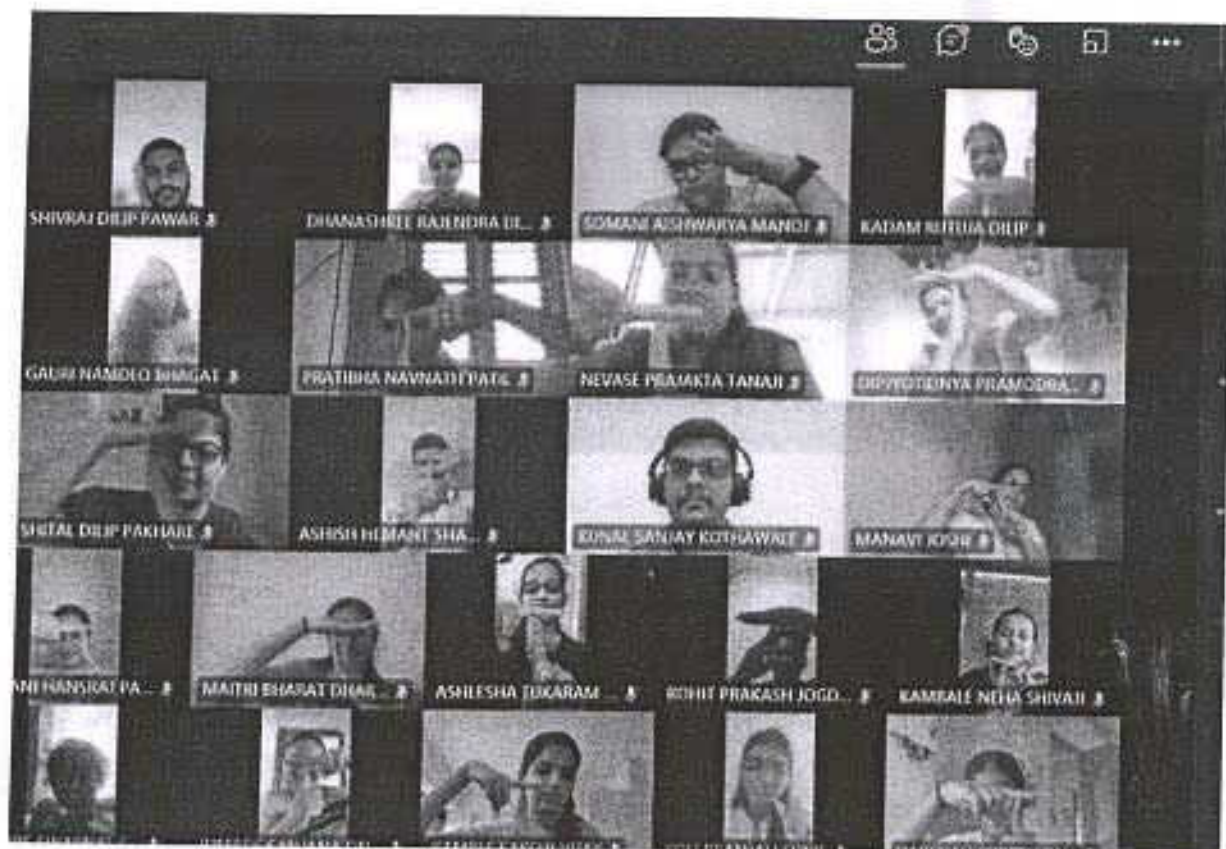 SHIVRAJ DILIP PAWAR
DHANASHREE RAJENDRA
SOMANI AISHWARYA MANOJ
KADAM RUTUJA DILIP
GAURI NAMDEO BHAGAT
PRATIBHA NAVNATH PATIL
NEVASE PRAJAKTA TANAJI
SHITAL DILIP PAKHARE
ASHISH HEMANT SHA...
KUNAL SANJAY KOTHAWALE
MANAVI JOSHI
HANSRAJ PA...
MAITRI BHARAT DHAR...
ASHLESHA TUKARAM ...
ROHIT PRAKASH JOGD...
KAMBALE NEHA SHIVAJI